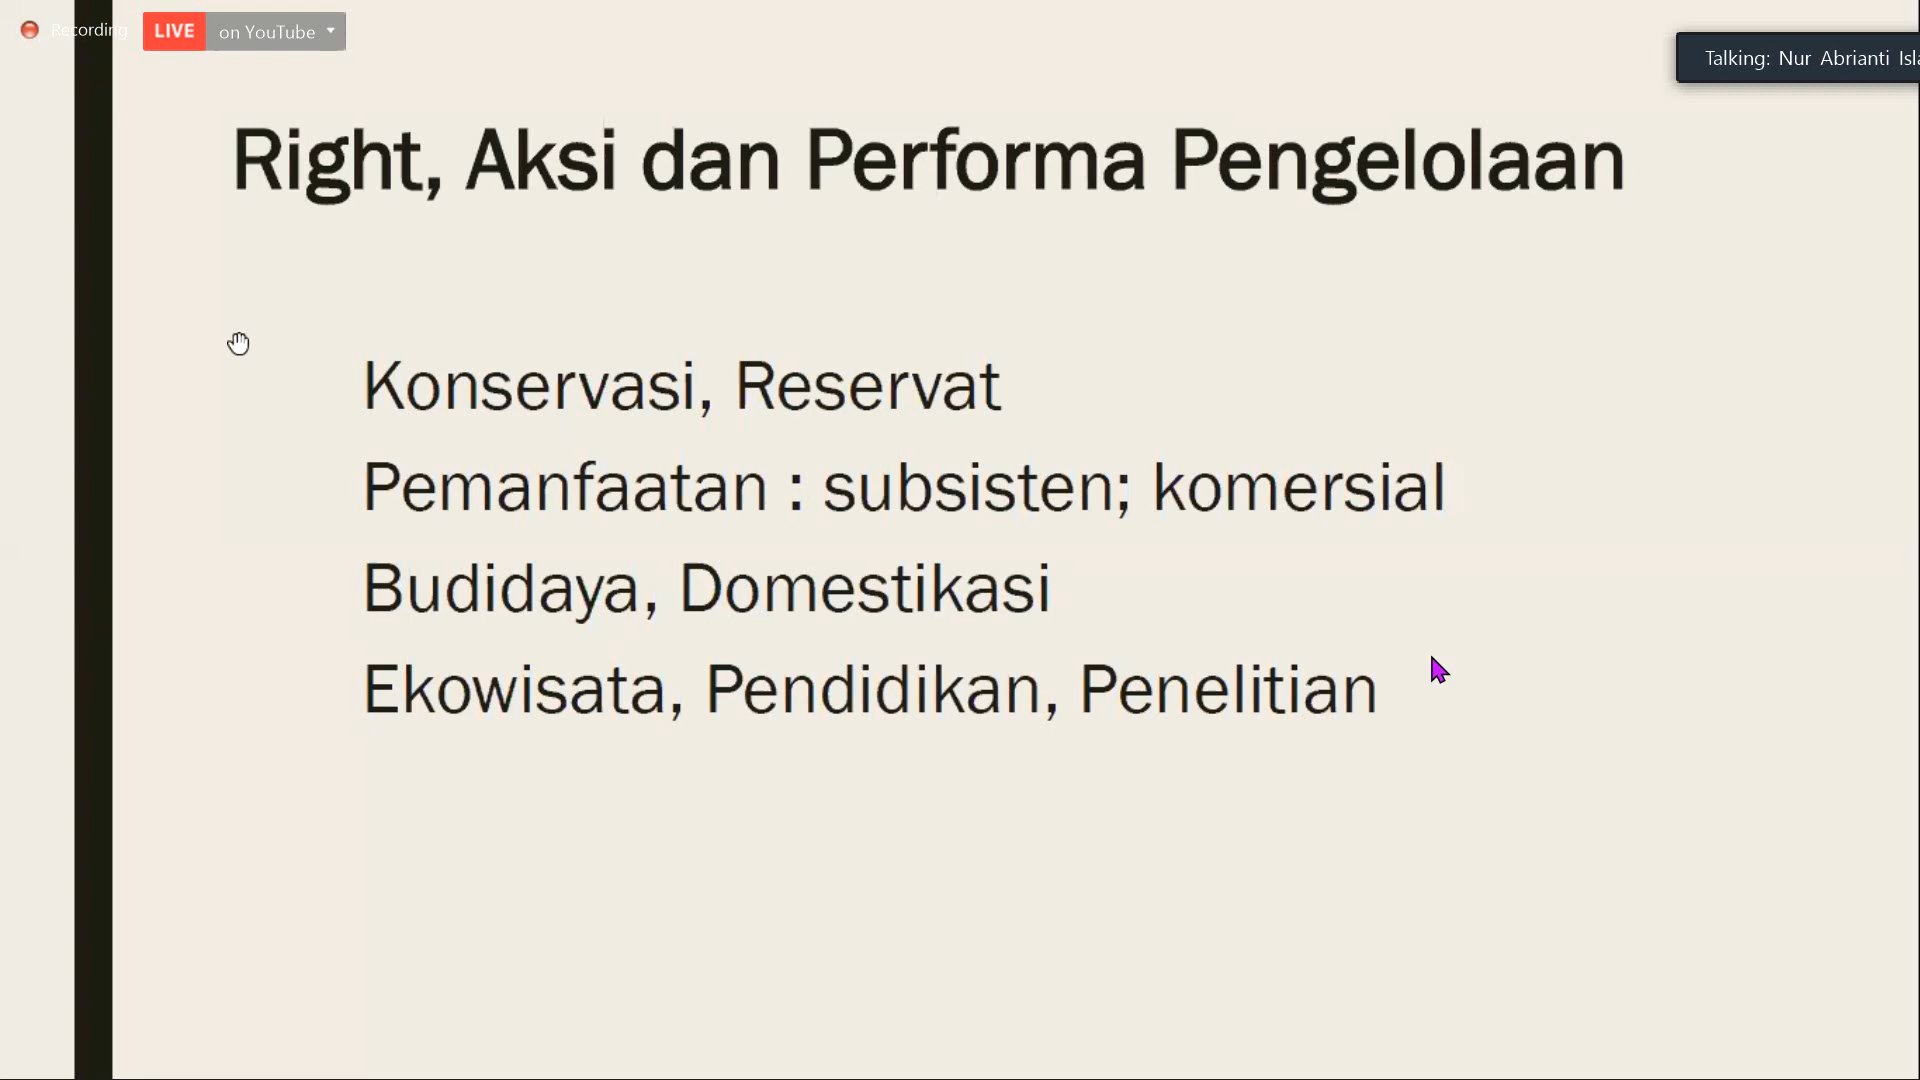 Recording
LIVE on YouTube
Talking: Nur Abrianti
Right, Aksi dan Performa Pengelolaan
Konservasi, Reservat
Pemanfaatan : subsisten; komersial
Budidaya, Domestikasi
Ekowisata, Pendidikan, Penelitian